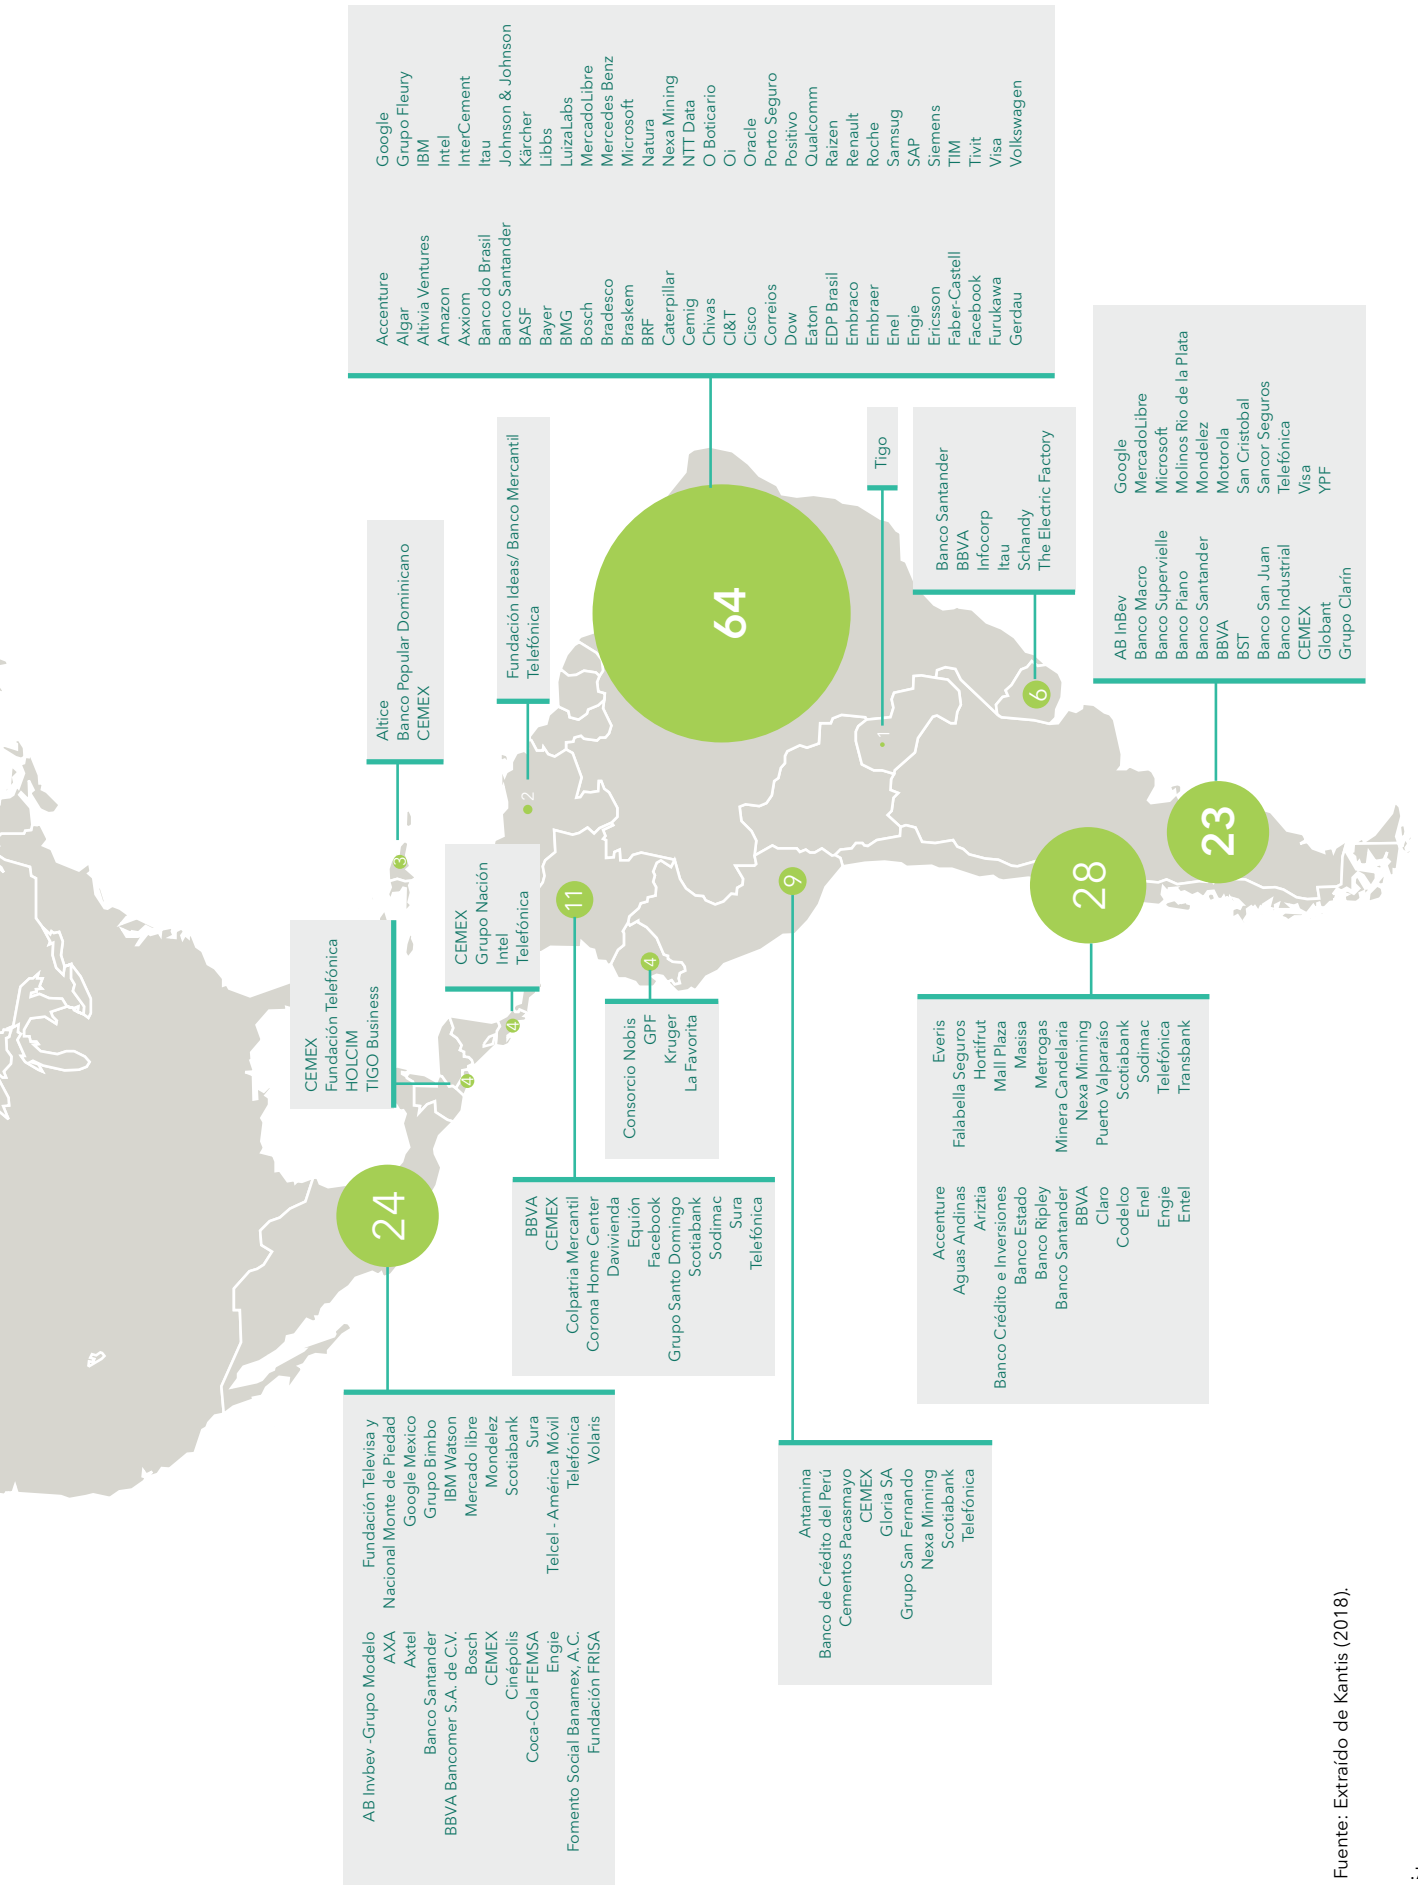 AB Invbev -Grupo Modelo
AXA
Axtel
Banco Santander
BBVA Bancomer S.A. de C.V.
Bosch
CEMEX
Cinépolis
Coca-Cola FEMSA
Engie
Fomento Social Banamex, A.C.
Fundación FRISA
Fundación Televisa y
Nacional Monte de Piedad
Google Mexico
Grupo Bimbo
IBM Watson
Mercado libre
Mondelez
Scotiabank
Sura
Telcel - América Móvil
Telefónica
Volaris
24
CEMEX
Fundación Telefónica
HOLCIM
TIGO Business
4
CEMEX
Grupo Nación
Intel
Telefónica
4
Altice
Banco Popular Dominicano
CEMEX
3
Fundación Ideas/ Banco Mercantil
Telefónica
2
BBVA
CEMEX
Colpatria Mercantil
Corona Home Center
Davivienda
Equión
Facebook
Grupo Santo Domingo
Scotiabank
Sodimac
Sura
Telefónica
11
Consorcio Nobis
GPF
Kruger
La Favorita
4
Antamina
Banco de Crédito del Perú
Cementos Pacasmayo
CEMEX
Gloria SA
Grupo San Fernando
Nexa Minning
Scotiabank
Telefónica
9
Accenture
Algar
Altivia Ventures
Amazon
Axxiom
Banco do Brasil
Banco Santander
BASF
Bayer
BMG
Bosch
Bradesco
Braskem
BRF
Caterpillar
Cemig
Chivas
CI&T
Cisco
Correios
Dow
Eaton
EDP Brasil
Embraco
Embraer
Enel
Engie
Ericsson
Faber-Castell
Facebook
Furukawa
Gerdau
Google
Grupo Fleury
IBM
Intel
InterCement
Itau
Johnson & Johnson
Kärcher
Libbs
LuizaLabs
MercadoLibre
Mercedes Benz
Microsoft
Natura
Nexa Mining
NTT Data
O Boticario
Oi
Oracle
Porto Seguro
Positivo
Qualcomm
Raizen
Renault
Roche
Samsug
SAP
Siemens
TIM
Tivit
Visa
Volkswagen
64
Tigo
1
Banco Santander
BBVA
Infocorp
Itau
Schandy
The Electric Factory
6
Accenture
Aguas Andinas
Ariztia
Banco Crédito e Inversiones
Banco Estado
Banco Ripley
Banco Santander
BBVA
Claro
Codelco
Enel
Engie
Entel
Everis
Falabella Seguros
Hortifrut
Mall Plaza
Masisa
Metrogas
Minera Candelaria
Nexa Minning
Puerto Valparaíso
Scotiabank
Sodimac
Telefónica
Transbank
28
AB InBev
Banco Macro
Banco Supervielle
Banco Piano
Banco Santander
BBVA
BST
Banco San Juan
Banco Industrial
CEMEX
Globant
Grupo Clarín
Google
MercadoLibre
Microsoft
Molinos Rio de la Plata
Mondelez
Motorola
San Cristobal
Sancor Seguros
Telefónica
Visa
YPF
23
Fuente: Extraído de Kantis (2018).